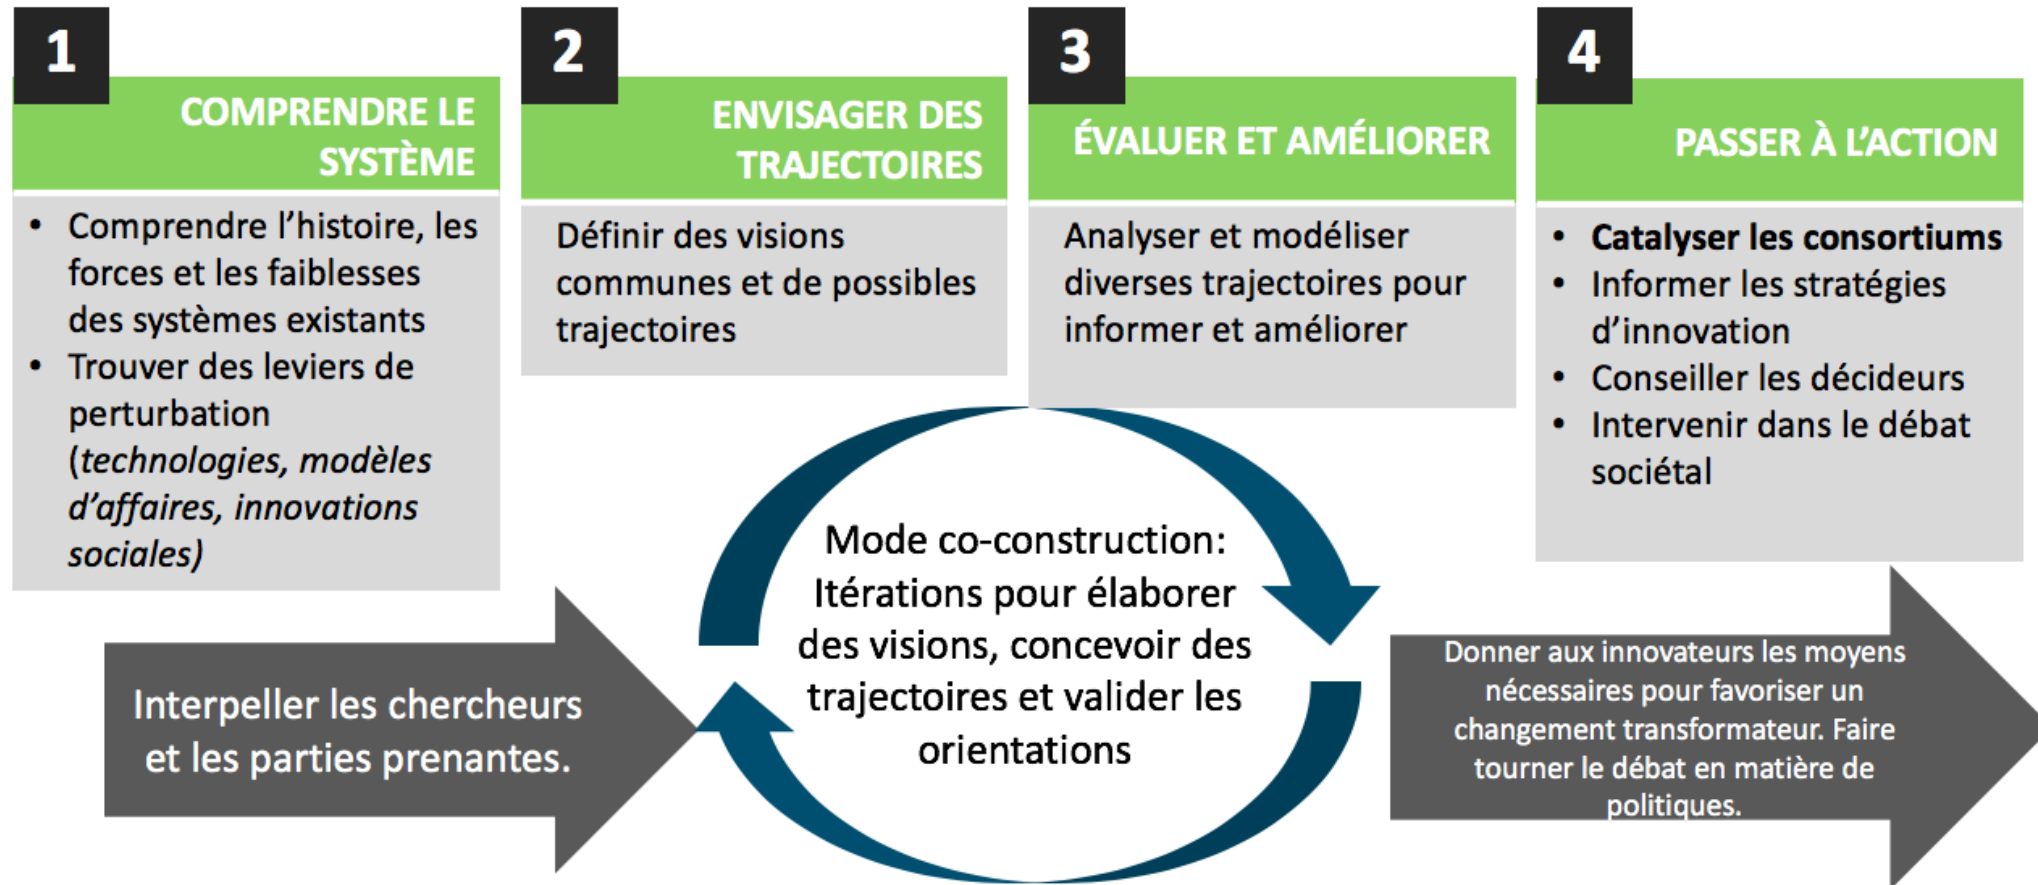 1
COMPRENDRE LE
SYSTÈME
• Comprendre l’histoire, les
forces et les faiblesses
des systèmes existants
• Trouver des leviers de
perturbation
(technologies, modèles
d’affaires, innovations
sociales)
2
ENVISAGER DES
TRAJECTOIRES
Définir des visions
communes et de possibles
trajectoires
3
ÉVALUER ET AMÉLIORER
Analyser et modéliser
diverses trajectoires pour
informer et améliorer
4
PASSER À L’ACTION
• Catalyser les consortiums
• Informer les stratégies
d’innovation
• Conseiller les décideurs
• Intervenir dans le débat
sociétal
Interpeller les chercheurs
et les parties prenantes.
Mode co-construction:
Itérations pour élaborer
des visions, concevoir des
trajectoires et valider les
orientations
Donner aux innovateurs les moyens
nécessaires pour favoriser un
changement transformateur. Faire
tourner le débat en matière de
politiques.